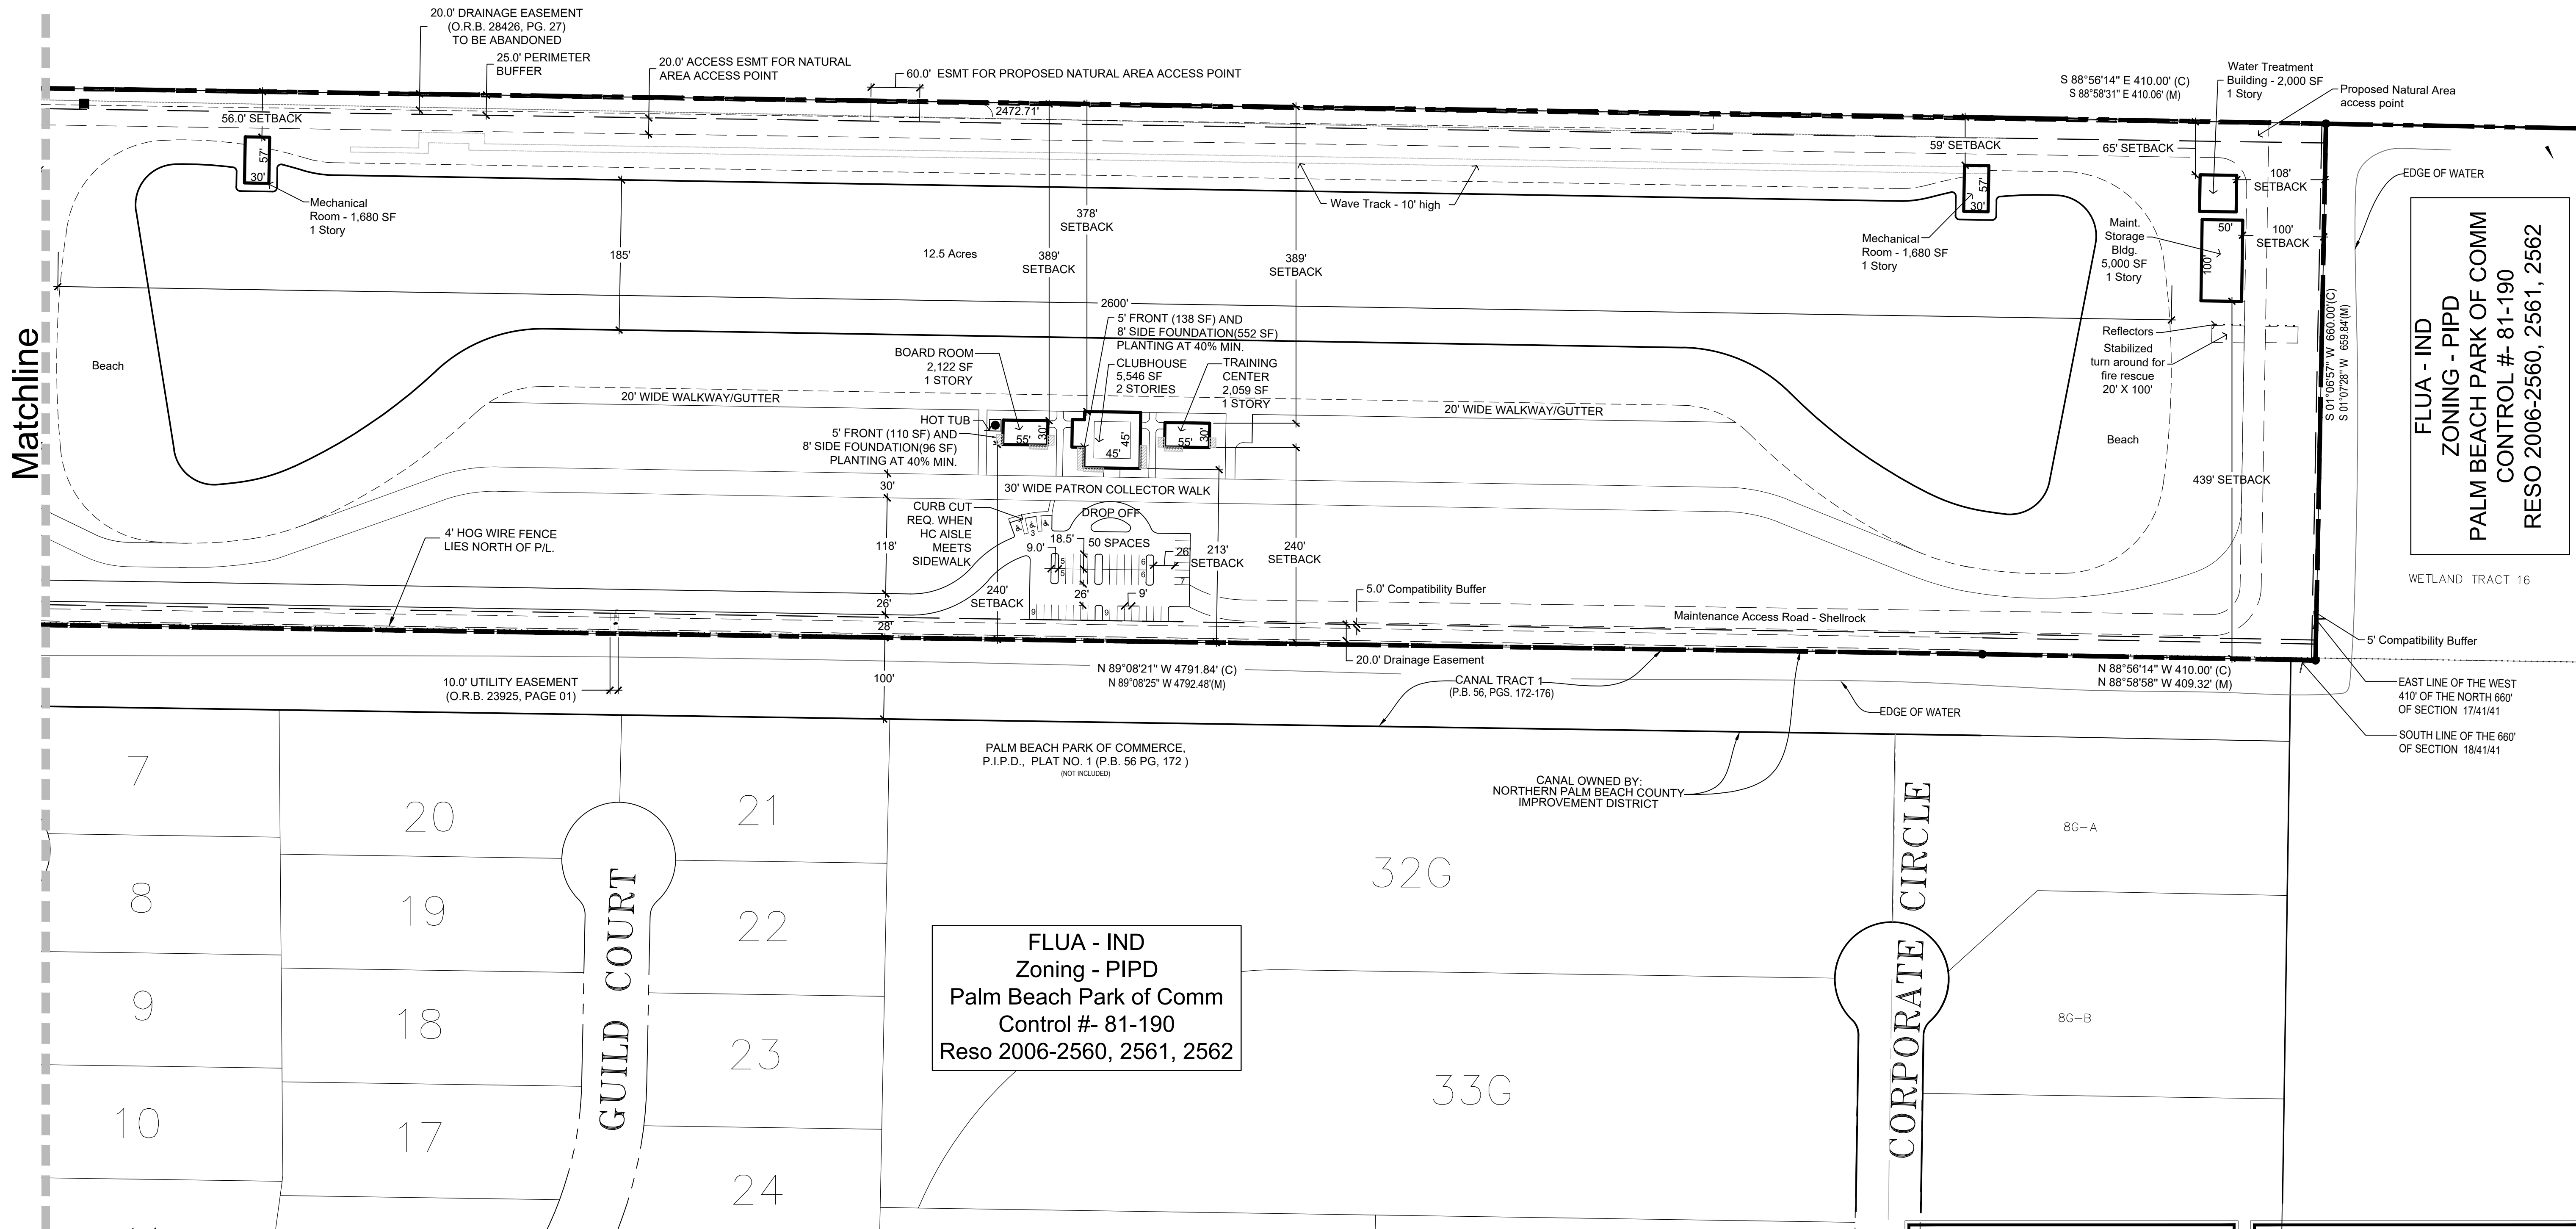 20.0' DRAINAGE EASEMENT
(O.R.B. 28426, PG. 27)
TO BE ABANDONED
25.0' PERIMETER
BUFFER
20.0' ACCESS ESMT FOR NATURAL
AREA ACCESS POINT
60.0' ESMT FOR PROPOSED NATURAL AREA ACCESS POINT
2472.71'
S 88°56'14" E 410.00' (C)
S 88°58'31" E 410.06' (M)
Water Treatment
Building - 2,000 SF
1 Story
Proposed Natural Area
access point
56.0' SETBACK
57'
30'
Mechanical
Room - 1,680 SF
1 Story
185'
12.5 Acres
389'
SETBACK
378'
SETBACK
389'
SETBACK
Wave Track - 10' high
59' SETBACK
57'
30'
Mechanical
Room - 1,680 SF
1 Story
65' SETBACK
108'
SETBACK
Maint.
Storage
Bldg.
5,000 SF
1 Story
50'
100'
100'
SETBACK
EDGE OF WATER
FLUA - IND
ZONING - PIPD
PALM BEACH PARK OF COMM
CONTROL #- 81-190
RESO 2006-2560, 2561, 2562
WETLAND TRACT 16
S 01°06'57" W 660.00'(C)
S 01°07'28" W 659.84'(M)
Matchline
Beach
2600'
5' FRONT (138 SF) AND
8' SIDE FOUNDATION(552 SF)
PLANTING AT 40% MIN.
BOARD ROOM
2,122 SF
1 STORY
CLUBHOUSE
5,546 SF
2 STORIES
TRAINING
CENTER
2,059 SF
1 STORY
Reflectors
Stabilized
turn around for
fire rescue
20' X 100'
20' WIDE WALKWAY/GUTTER
20' WIDE WALKWAY/GUTTER
HOT TUB
5' FRONT (110 SF) AND
8' SIDE FOUNDATION(96 SF)
PLANTING AT 40% MIN.
55'
30'
45'
45'
55'
30'
Beach
439' SETBACK
30'
30' WIDE PATRON COLLECTOR WALK
CURB CUT
REQ. WHEN
HC AISLE
MEETS
SIDEWALK
DROP OFF
3
18.5'
50 SPACES
9.0'
5
5
6
6
26'
7
26'
9'
9
9
213'
SETBACK
240'
SETBACK
240'
SETBACK
4' HOG WIRE FENCE
LIES NORTH OF P/L.
118'
26'
28'
5.0' Compatibility Buffer
Maintenance Access Road - Shellrock
5' Compatibility Buffer
20.0' Drainage Easement
10.0' UTILITY EASEMENT
(O.R.B. 23925, PAGE 01)
100'
N 89°08'21" W 4791.84' (C)
N 89°08'25" W 4792.48'(M)
CANAL TRACT 1
(P.B. 56, PGS. 172-176)
N 88°56'14" W 410.00' (C)
N 88°58'58" W 409.32' (M)
EDGE OF WATER
EAST LINE OF THE WEST
410' OF THE NORTH 660'
OF SECTION 17/41/41
SOUTH LINE OF THE 660'
OF SECTION 18/41/41
PALM BEACH PARK OF COMMERCE,
P.I.P.D., PLAT NO. 1 (P.B. 56 PG, 172 )
(NOT INCLUDED)
CANAL OWNED BY:
NORTHERN PALM BEACH COUNTY
IMPROVEMENT DISTRICT
7
8
9
10
20
19
18
17
GUILD COURT
21
22
23
24
32G
33G
FLUA - IND
Zoning - PIPD
Palm Beach Park of Comm
Control #- 81-190
Reso 2006-2560, 2561, 2562
CORPORATE CIRCLE
8G-A
8G-B